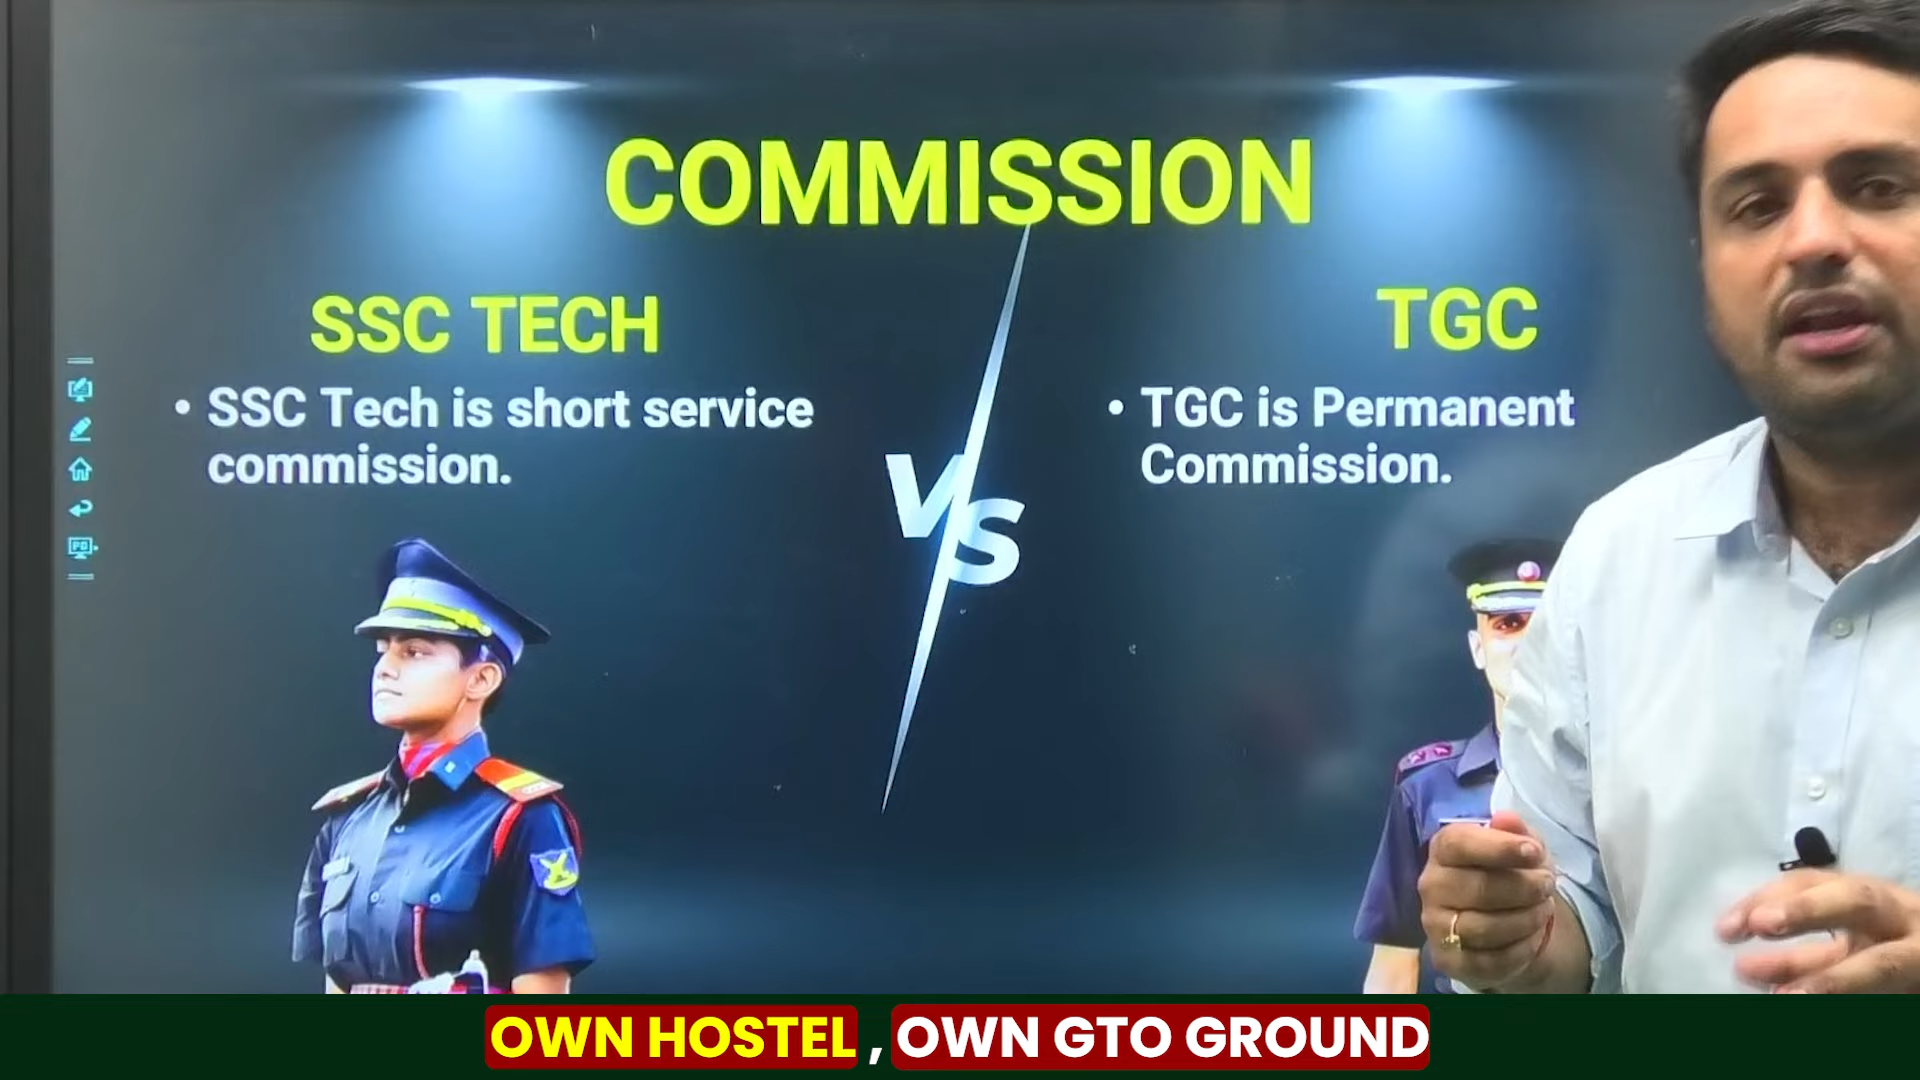 COMMISSION
SSC TECH
• SSC Tech is short service
commission.
VS
TGC
• TGC is Permanent
Commission.
OWN HOSTEL , OWN GTO GROUND